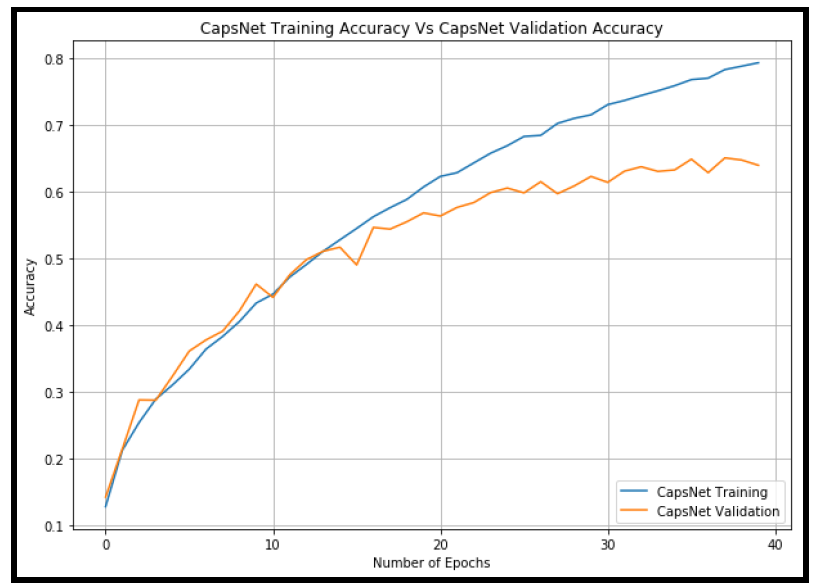 CapsNet Training Accuracy Vs CapsNet Validation Accuracy
0.8
0.7
0.6
0.5
0.4
0.3
0.2
0.1
Accuracy
CapsNet Training
CapsNet Validation
0 10 20 30 40
Number of Epochs